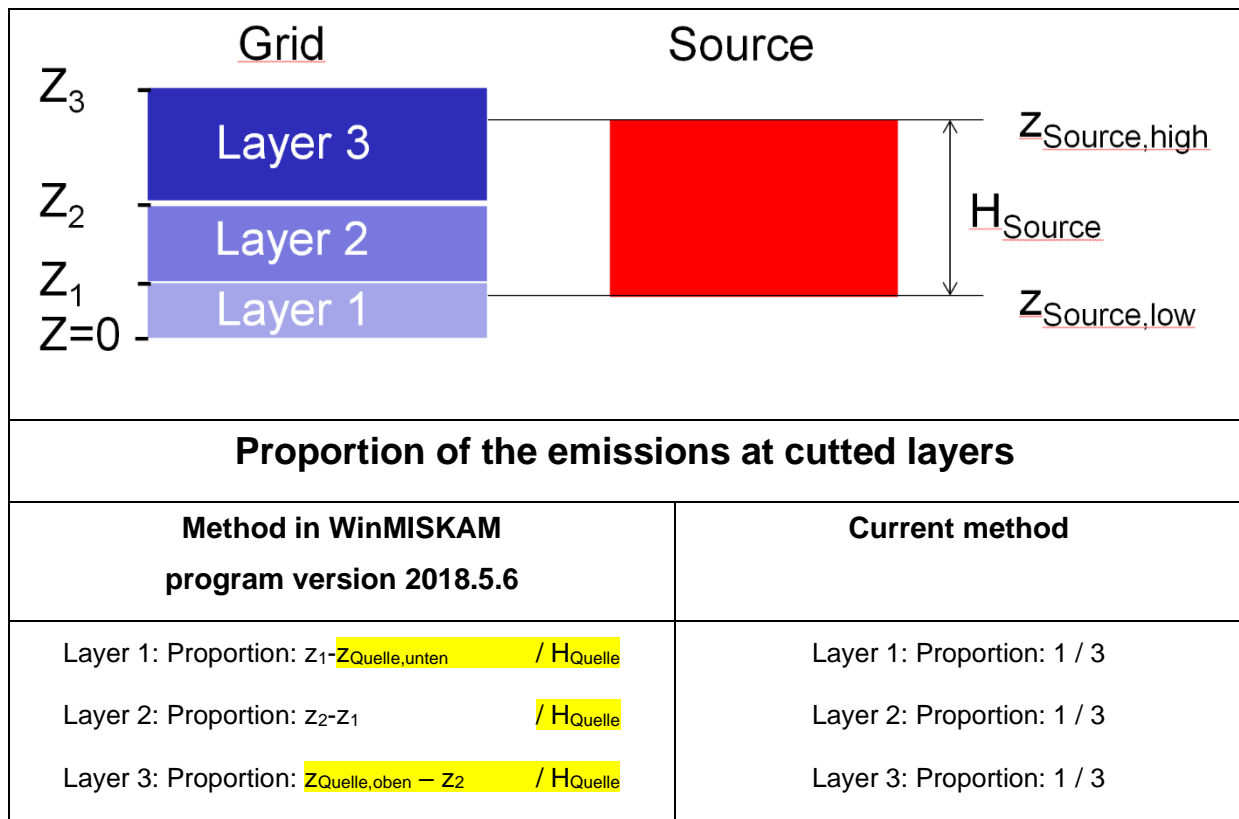 Grid Source
Z3
Layer 3
zSource,high
Z2
HSource
Layer 2
Z1
Layer 1
zSource,low
Z=0
Proportion of the emissions at cutted layers
Method in WinMISKAM
program version 2018.5.6
Current method
Layer 1: Proportion: z1-zQuelle,unten / HQuelle
Layer 1: Proportion: 1 / 3
Layer 2: Proportion: z2-z1 / HQuelle
Layer 2: Proportion: 1 / 3
Layer 3: Proportion: zQuelle,oben – z2 / HQuelle
Layer 3: Proportion: 1 / 3